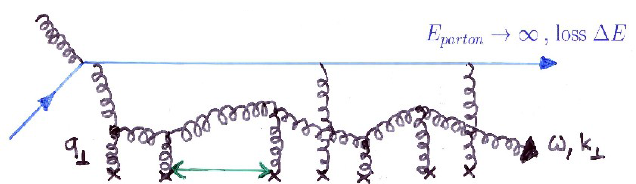 E_{parton} → ∞ , loss ΔE
q⊥
ω, k⊥